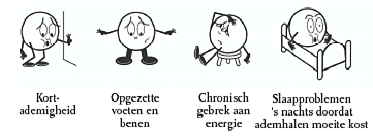 Kort-
ademigheid
Opgezette
voeten en
benen
Chronisch
gebrek aan
energie
Slaapproblemen
's nachts doordat
ademhalen moeite kost